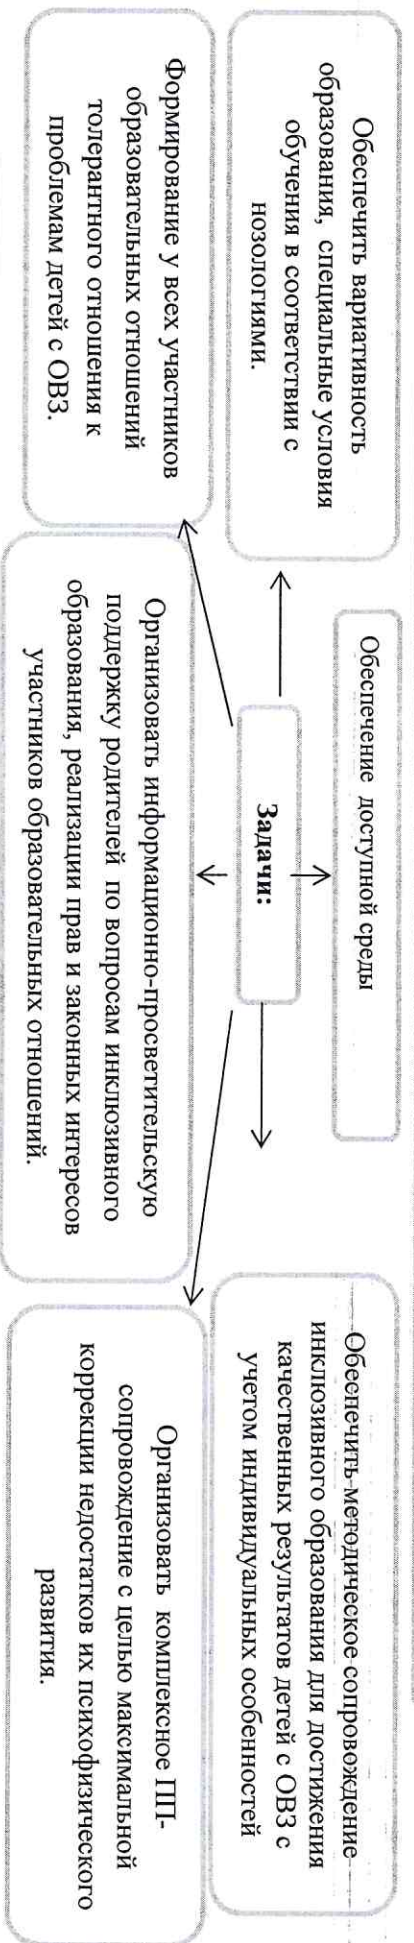 Обеспечить вариативность
образования, специальные условия
обучения в соответствии с
нозологиями.
Обеспечение доступной среды
Обеспечить методическое сопровождение
инклюзивного образования для достижения
качественных результатов детей с ОВЗ с
учетом индивидуальных особенностей
Задачи:
Формирование у всех участников
образовательных отношений
толерантного отношения к
проблемам детей с ОВЗ.
Организовать информационно-просветительскую
поддержку родителей по вопросам инклюзивного
образования, реализации прав и законных интересов
участников образовательных отношений.
Организовать комплексное ПП-
сопровождение с целью максимальной
коррекции недостатков их психофизического
развития.